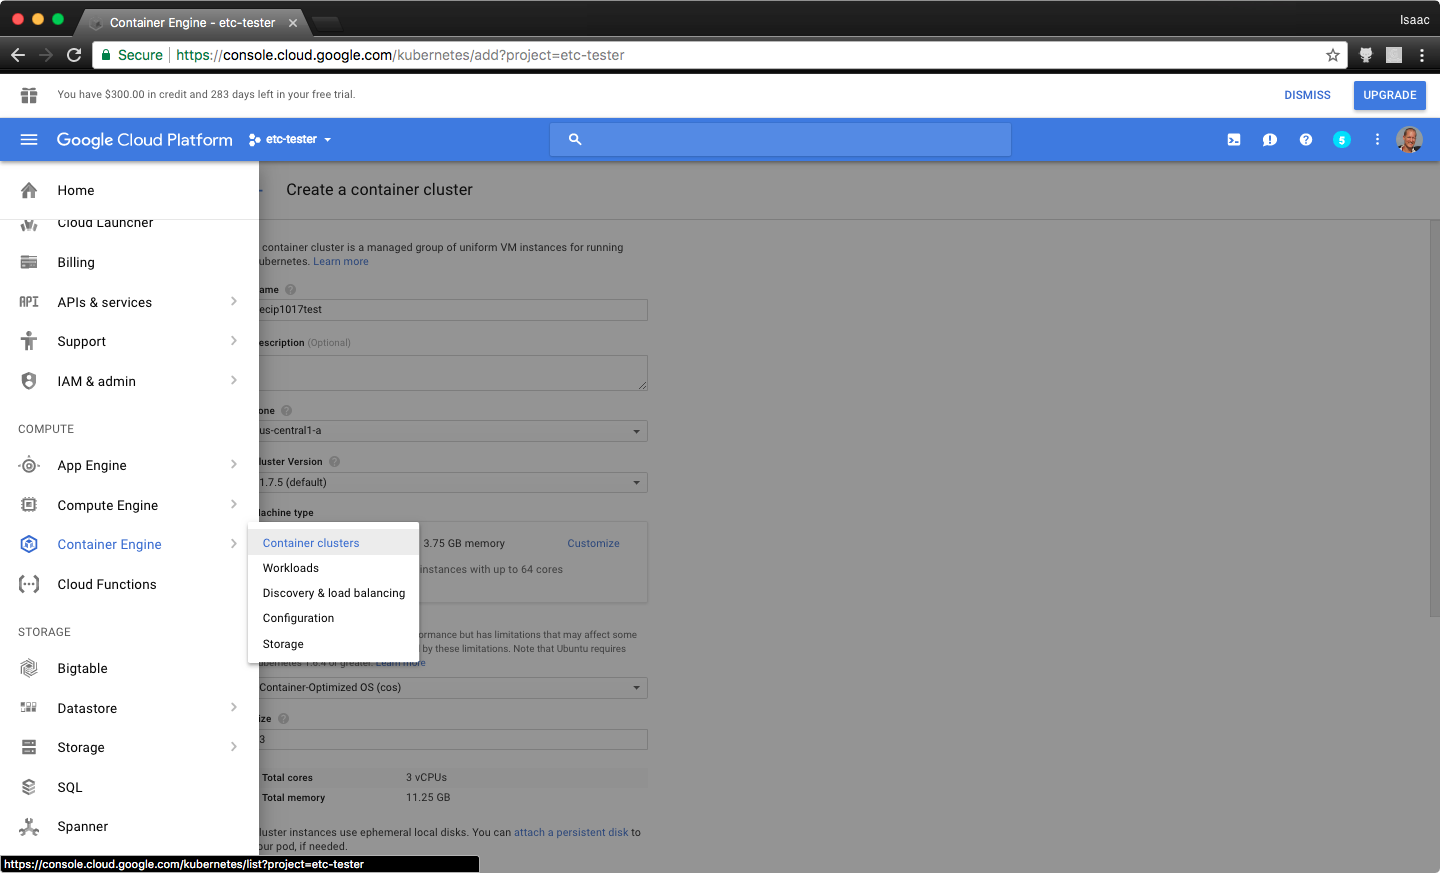 Container Engine - etc-tester
Isaac
Secure https://console.cloud.google.com/kubernetes/add?project=etc-tester
You have $300.00 in credit and 283 days left in your free trial.
DISMISS
UPGRADE
Google Cloud Platform
etc-tester
5
Home
Create a container cluster
Cloud Launcher
Billing
API
APIs & services
Support
IAM & admin
COMPUTE
App Engine
Compute Engine
Container Engine
Cloud Functions
STORAGE
Bigtable
Datastore
Storage
SQL
Spanner
container cluster is a managed group of uniform VM instances for running
ubernetes. Learn more
ame
ecip1017test
escription (Optional)
one
us-central1-a
luster Version
1.7.5 (default)
achine type
Container clusters
Workloads
Discovery & load balancing
Configuration
Storage
3.75 GB memory
Customize
instances with up to 64 cores
ormance but has limitations that may affect some
by these limitations. Note that Ubuntu requires
ubernetes 1.6.4 or greater. Learn more
Container-Optimized OS (cos)
ize
3
Total cores 3 vCPUs
Total memory 11.25 GB
luster instances use ephemeral local disks. You can attach a persistent disk to
our pod, if needed.
https://console.cloud.google.com/kubernetes/list?project=etc-tester